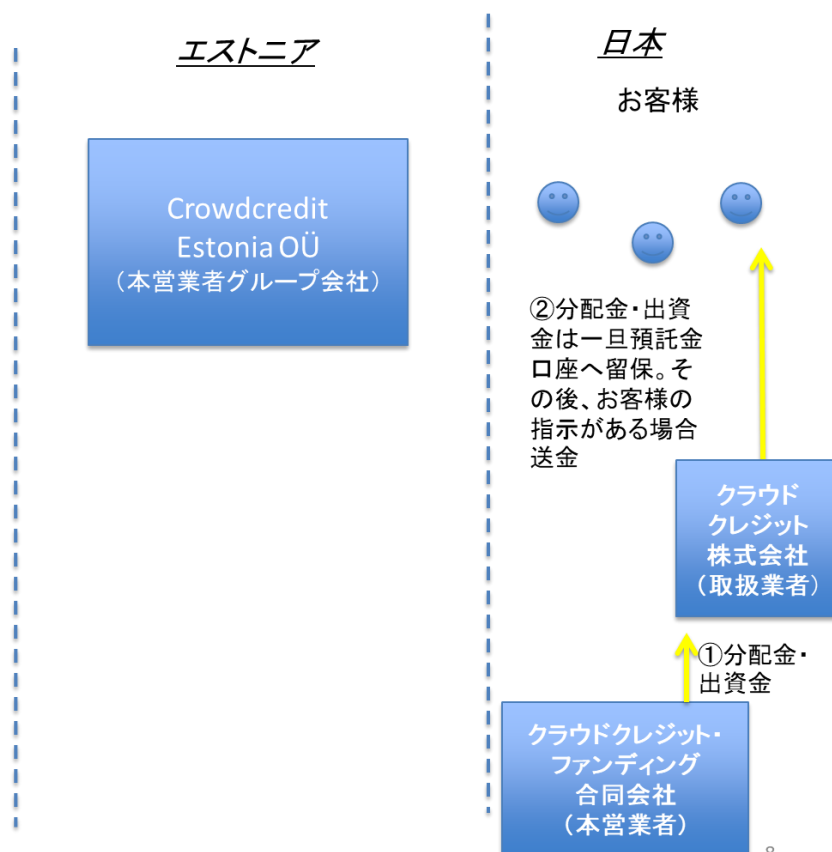 エストニア
日本
お客様
Crowdcredit
Estonia OÜ
（本営業者グループ会社）
②分配金・出資
金は一旦預託金
口座へ留保。そ
の後、お客様の
指示がある場合
送金
クラウド
クレジット
株式会社
（取扱業者）
①分配金・
出資金
クラウドクレジット・
ファンディング
合同会社
（本営業者）